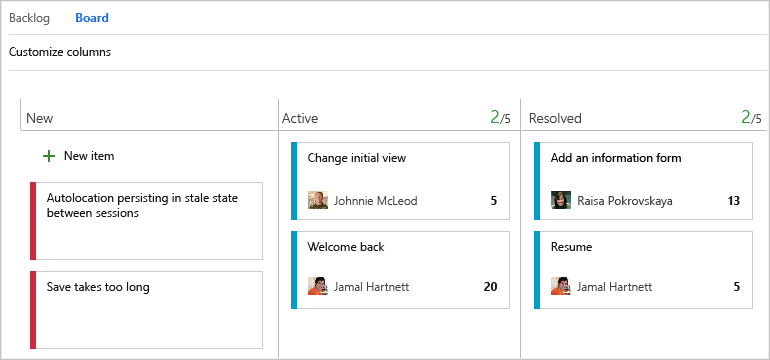 Backlog Board
Customize columns
New
Active 2/5
Resolved 2/5
+ New item
Autolocation persisting in stale state
between sessions
Save takes too long
Change initial view
Johnnie McLeod 5
Welcome back
Jamal Hartnett 20
Add an information form
Raisa Pokrovskaya 13
Resume
Jamal Hartnett 5